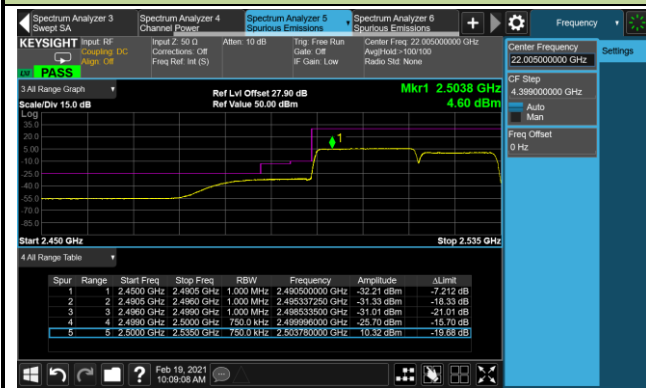 Spectrum Analyzer 3
Swept SA
Spectrum Analyzer 4
Channel Power
Spectrum Analyzer 5
Spurious Emissions
Spectrum Analyzer 6
Spurious Emissions
Frequency
KEYSIGHT
Input: RF
Coupling: DC
Align: Off
Input Z: 50 Ω
Corrections: Off
Freq Ref: Int (S)
Atten: 10 dB
Trig: Free Run
Gate: Off
IF Gain: Low
Center Freq: 22.005000000 GHz
Avg|Hold:>100/100
Radio Std: None
PASS
Center Frequency
22.005000000 GHz
Settings
CF Step
4.399000000 GHz
Auto
Man
Freq Offset
0 Hz
3 All Range Graph
Scale/Div 15.0 dB
Ref Lvl Offset 27.90 dB
Ref Value 50.00 dBm
Mkr1 2.5038 GHz
4.60 dBm
Log
35.0
20.0
5.00
-10.0
-25.0
-40.0
-55.0
-70.0
-85.0
1
Start 2.450 GHz
Stop 2.535 GHz
4 All Range Table
Spur Range Start Freq Stop Freq RBW Frequency Amplitude ΔLimit
1 1 2.4500 GHz 2.4905 GHz 1.000 MHz 2.490500000 GHz -32.21 dBm -7.212 dB
2 2 2.4905 GHz 2.4960 GHz 1.000 MHz 2.495337250 GHz -31.33 dBm -18.33 dB
3 3 2.4960 GHz 2.4990 GHz 1.000 MHz 2.498533500 GHz -31.01 dBm -21.01 dB
4 4 2.4990 GHz 2.5000 GHz 750.0 kHz 2.499996000 GHz -25.70 dBm -15.70 dB
5 5 2.5000 GHz 2.5350 GHz 750.0 kHz 2.503780000 GHz 10.32 dBm -19.68 dB
Feb 19, 2021
10:09:08 AM